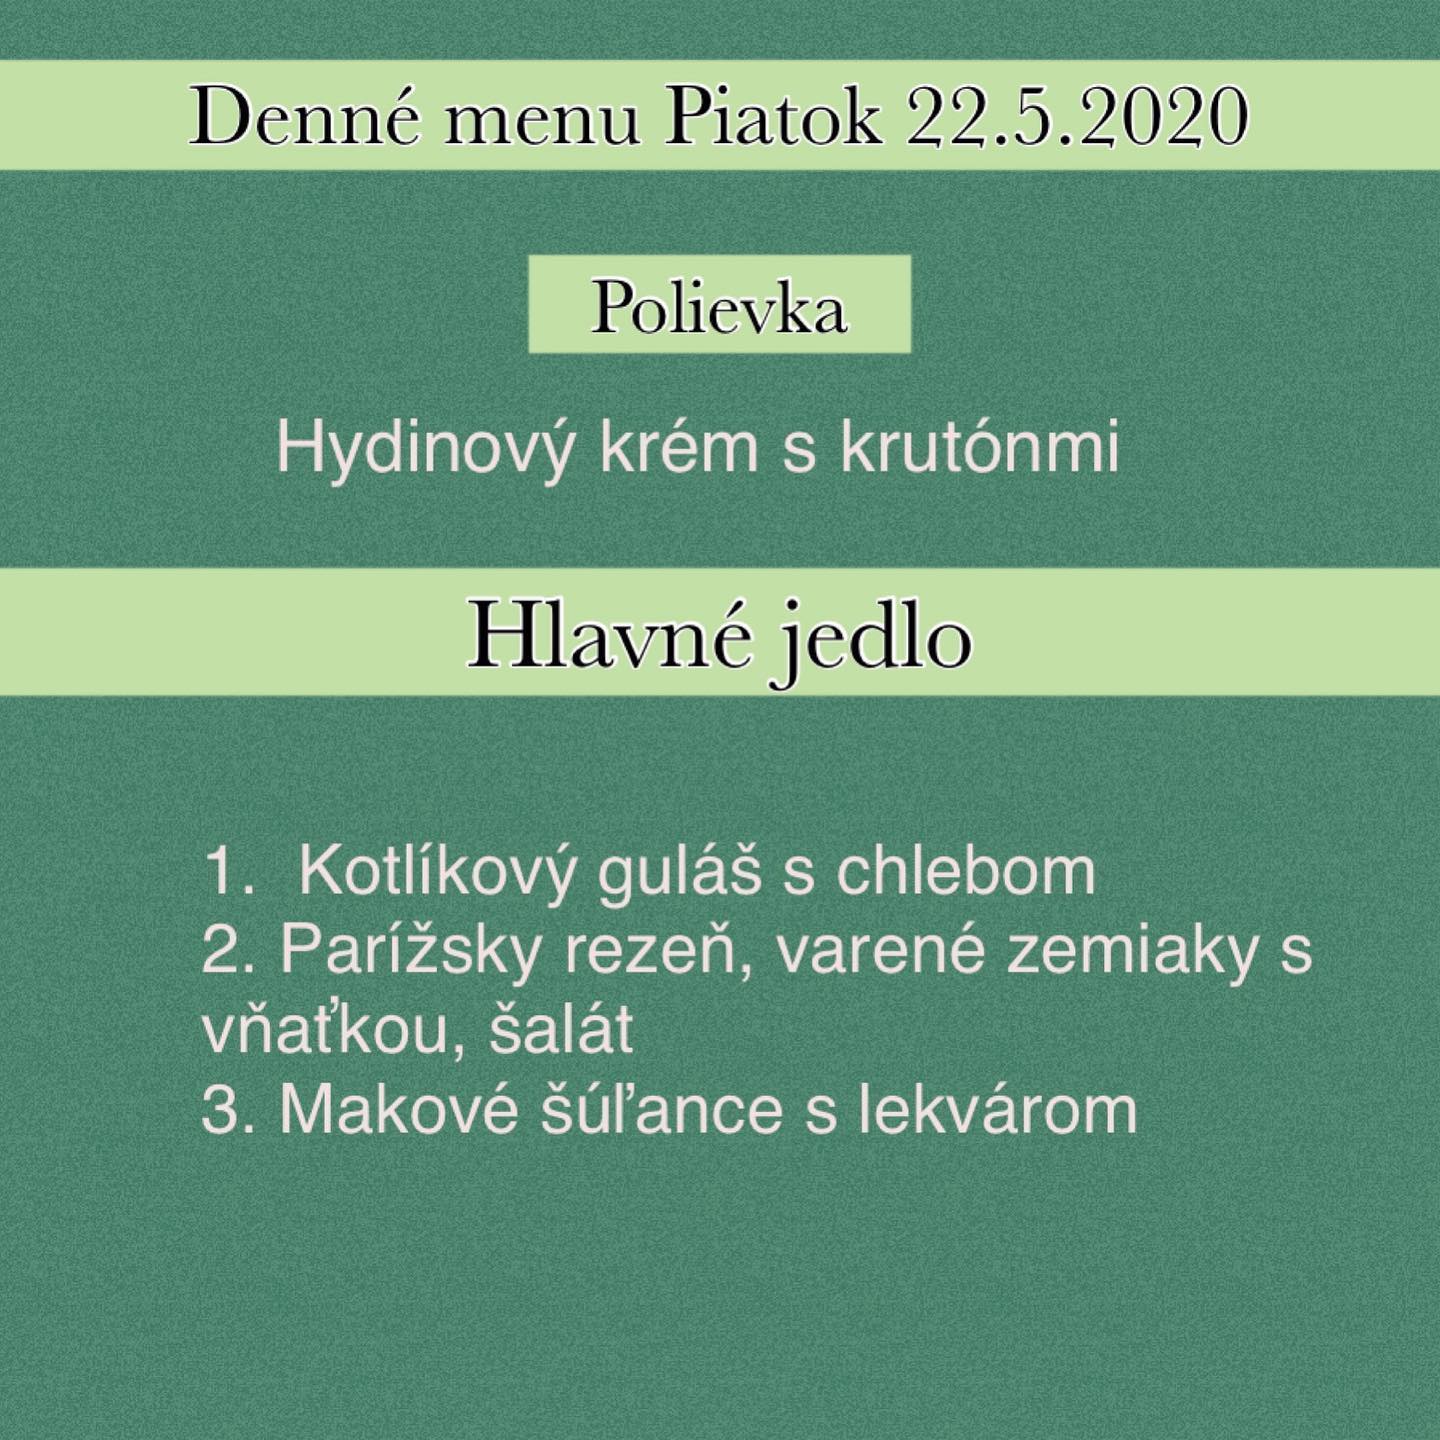 Denné menu Piatok 22.5.2020
Polievka
Hydinový krém s krutónmi
Hlavné jedlo
1.  Kotlíkový guláš s chlebom
2. Parížsky rezeň, varené zemiaky s
vňaťkou, šalát
3. Makové šúľance s lekvárom